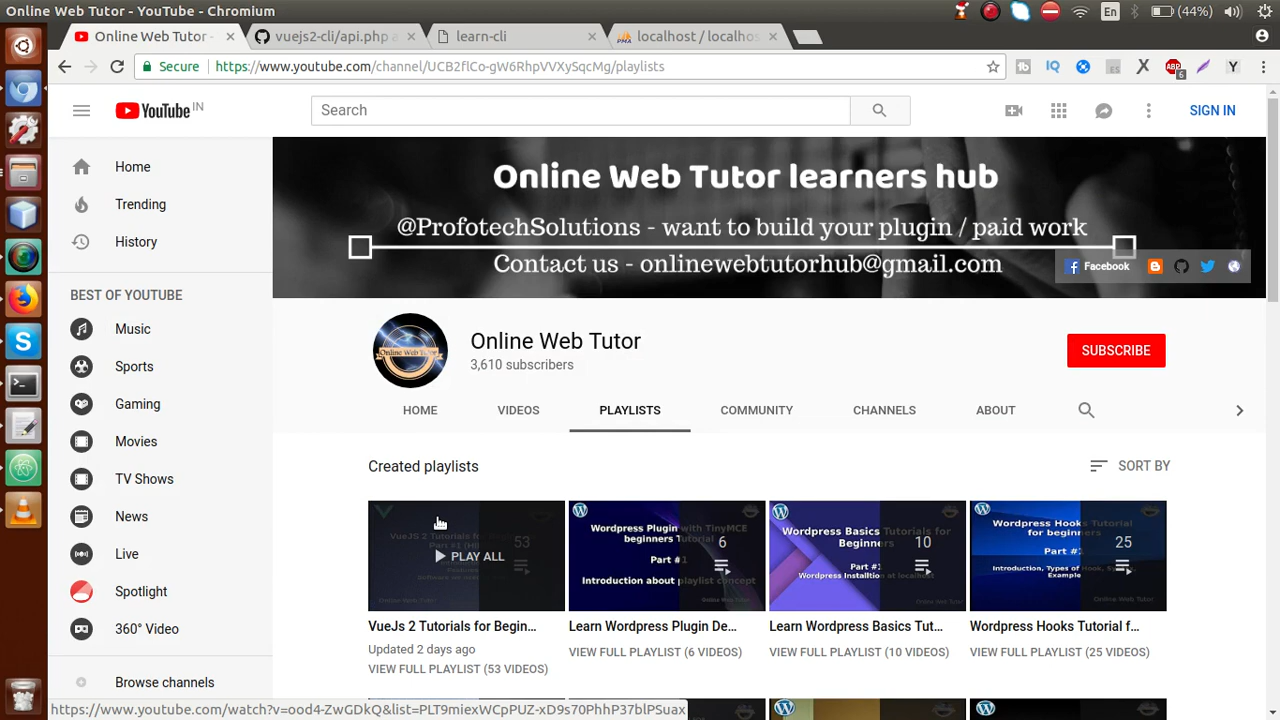 Online Web Tutor - YouTube - Chromium
En
(44%)
Online Web Tutor -
vuejs2-cli/api.php a
learn-cli
localhost / localhos
Secure
https://www.youtube.com/channel/UCB2flCo-gW6RhpVVXySqcMg/playlists
YouTube IN
Search
SIGN IN
Home
Trending
History
BEST OF YOUTUBE
Music
Sports
Gaming
Movies
TV Shows
News
Live
Spotlight
360° Video
Browse channels
Online Web Tutor learners hub
@ProfotechSolutions - want to build your plugin / paid work
Contact us - onlinewebtutorhub@gmail.com
Facebook
Online Web Tutor
3,610 subscribers
SUBSCRIBE
HOME
VIDEOS
PLAYLISTS
COMMUNITY
CHANNELS
ABOUT
Created playlists
SORT BY
53
PLAY ALL
VueJs 2 Tutorials for Begin...
Updated 2 days ago
VIEW FULL PLAYLIST (53 VIDEOS)
Wordpress Plugin with TinyMCE
beginners Tutorial
Part #1
Introduction about playlist concept
6
Learn Wordpress Plugin De...
VIEW FULL PLAYLIST (6 VIDEOS)
Wordpress Basics Tutorials for
Beginners
Part #1
Wordpress Installtion at localhost
10
Learn Wordpress Basics Tut...
VIEW FULL PLAYLIST (10 VIDEOS)
Wordpress Hooks Tutorial
for beginners
Part #1
Introduction, Types of Hook,
Example
25
Wordpress Hooks Tutorial f...
VIEW FULL PLAYLIST (25 VIDEOS)
https://www.youtube.com/watch?v=ood4-ZwGDkQ&list=PLT9miexWCpPUZ-xD9s70PhhP37blPSuax